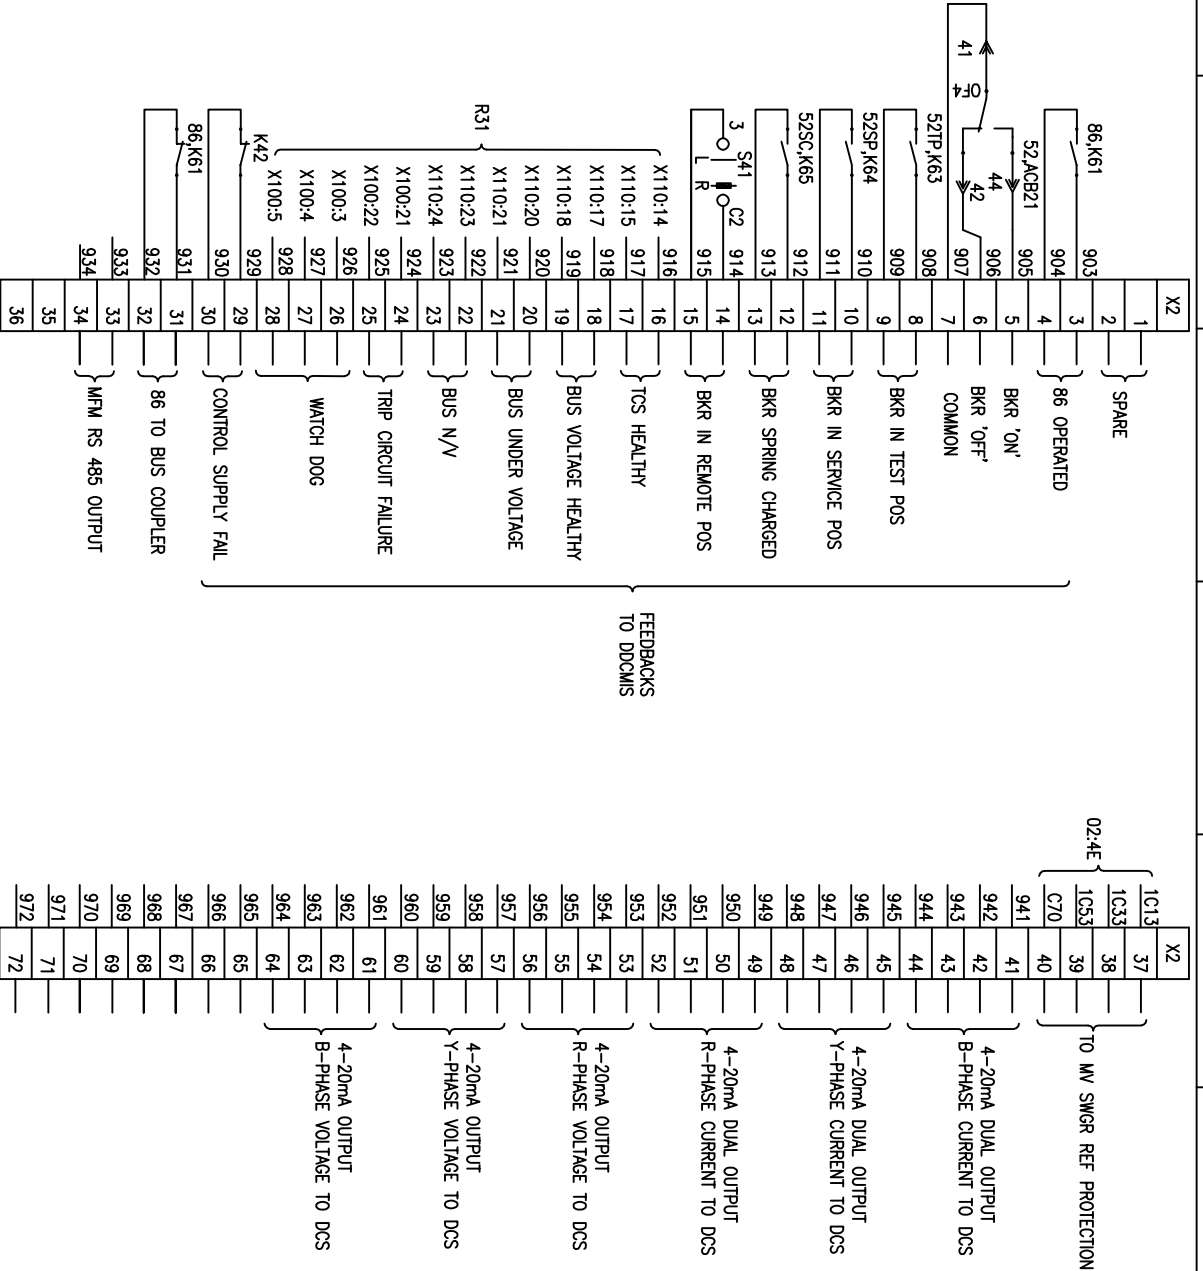 X2
1
2
3
4
5
6
7
8
9
10
11
12
13
14
15
16
17
18
19
20
21
22
23
24
25
26
27
28
29
30
31
32
33
34
35
36
903
904
905
906
907
908
909
910
911
912
913
914
915
916
917
918
919
920
921
922
923
924
925
926
927
928
929
930
931
932
933
934
86,K61
52,ACB21
44
42
41
OF4
52TP,K63
52SP,K64
52SC,K65
S41
3
L
R
C2
R31
X110:14
X110:15
X110:17
X110:18
X110:20
X110:21
X110:23
X110:24
X100:21
X100:22
X100:3
X100:4
X100:5
K42
86,K61
SPARE
86 OPERATED
BKR 'ON'
BKR 'OFF'
COMMON
BKR IN TEST POS
BKR IN SERVICE POS
BKR SPRING CHARGED
BKR IN REMOTE POS
TCS HEALTHY
BUS VOLTAGE HEALTHY
BUS UNDER VOLTAGE
BUS N/V
TRIP CIRCUIT FAILURE
WATCH DOG
CONTROL SUPPLY FAIL
86 TO BUS COUPLER
MFM RS 485 OUTPUT
FEEDBACKS
TO DDCMIS
X2
37
38
39
40
41
42
43
44
45
46
47
48
49
50
51
52
53
54
55
56
57
58
59
60
61
62
63
64
65
66
67
68
69
70
71
72
02:4E
1C13
1C33
1C53
C70
941
942
943
944
945
946
947
948
949
950
951
952
953
954
955
956
957
958
959
960
961
962
963
964
965
966
967
968
969
970
971
972
TO MV SWGR REF PROTECTION
4-20mA DUAL OUTPUT
B-PHASE CURRENT TO DCS
4-20mA DUAL OUTPUT
Y-PHASE CURRENT TO DCS
4-20mA DUAL OUTPUT
R-PHASE CURRENT TO DCS
4-20mA OUTPUT
R-PHASE VOLTAGE TO DCS
4-20mA OUTPUT
Y-PHASE VOLTAGE TO DCS
4-20mA OUTPUT
B-PHASE VOLTAGE TO DCS